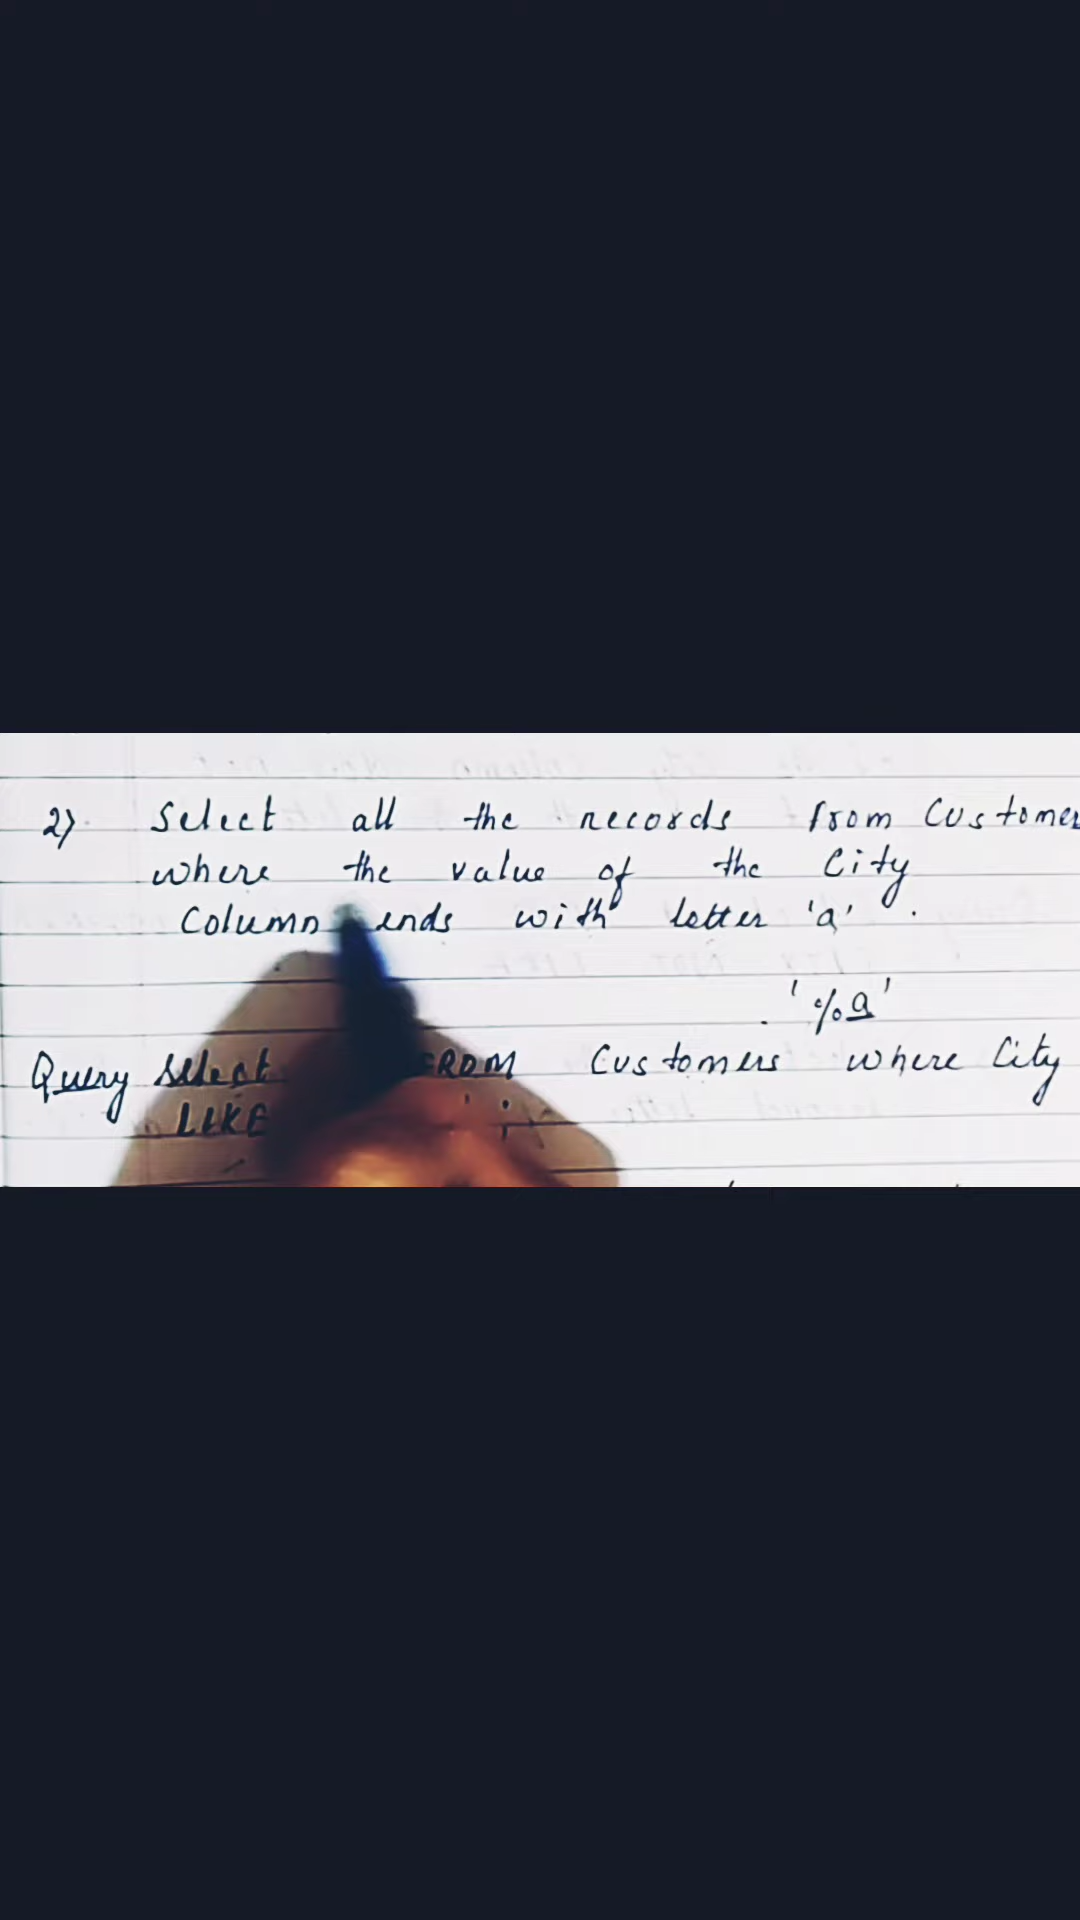 2) Select all the records from Customer
where the value of the City
Column ends with letter 'a' .
'%a'
Query Select FROM Customers where City
LIKE ' ;